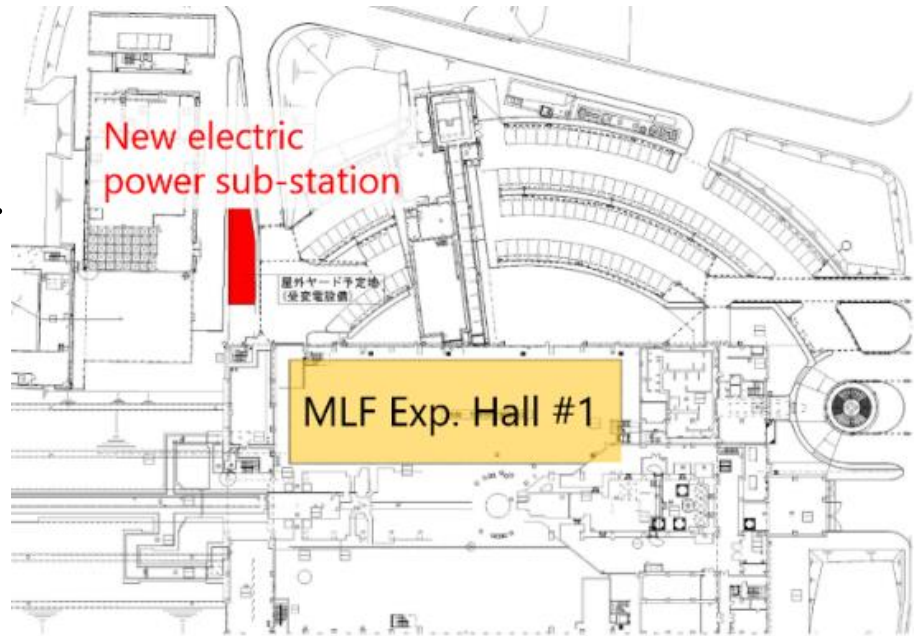 New electric
power sub-station
屋外ヤード予定地
(受変電設備)
MLF Exp. Hall #1